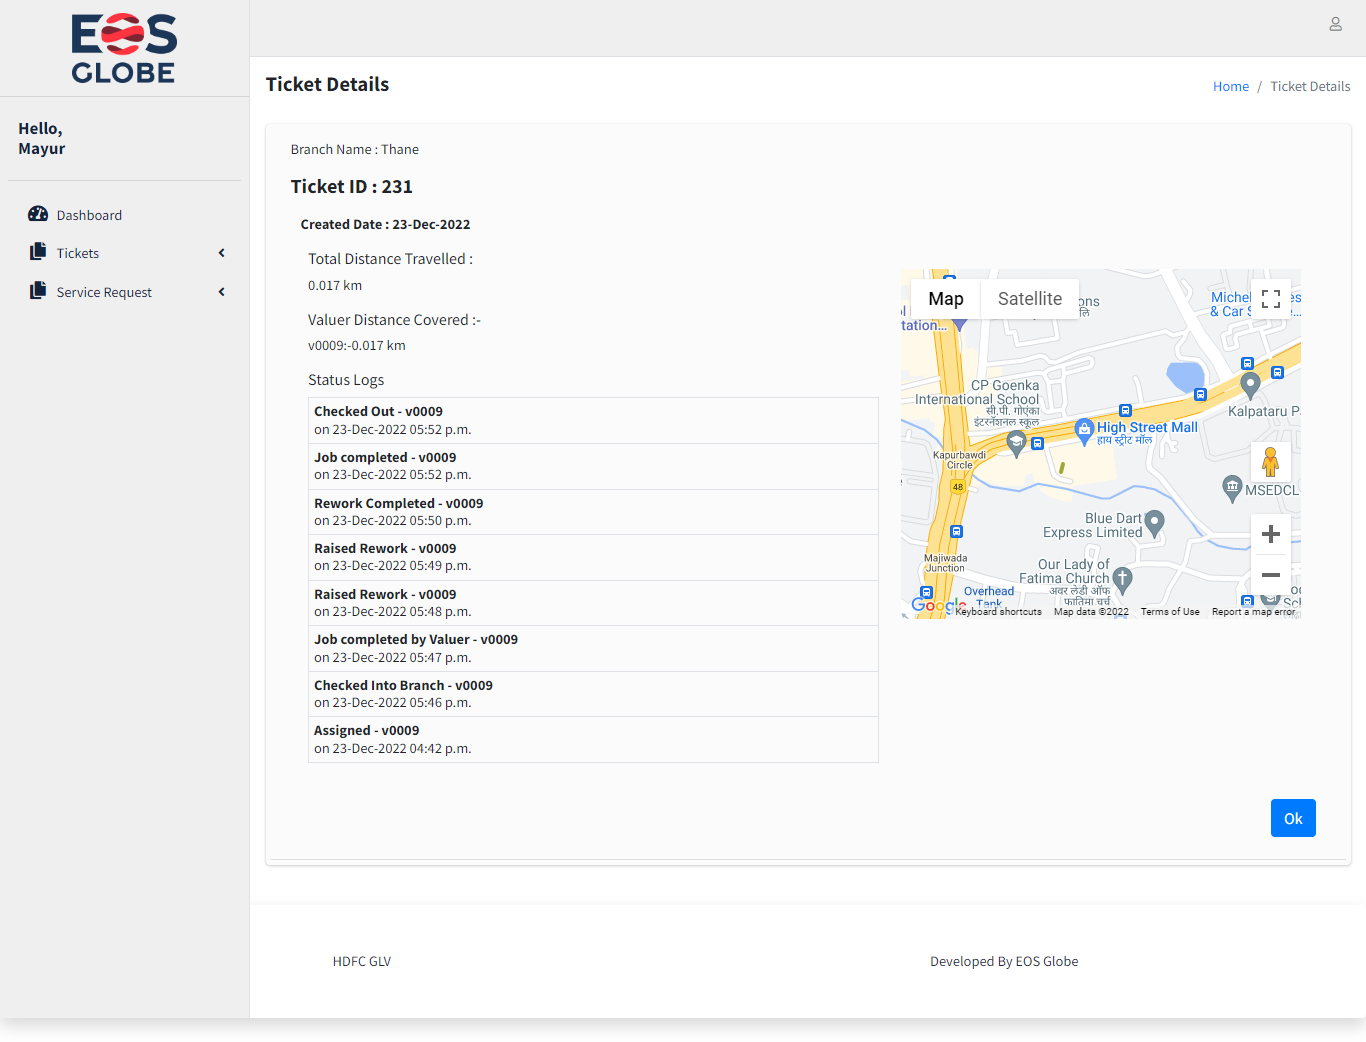 EOS
GLOBE
Hello,
Mayur
Dashboard
Tickets
Service Request
Ticket Details
Home / Ticket Details
Branch Name : Thane
Ticket ID : 231
Created Date : 23-Dec-2022
Total Distance Travelled :
0.017 km
Valuer Distance Covered :-
v0009:-0.017 km
Status Logs
Checked Out - v0009
on 23-Dec-2022 05:52 p.m.
Job completed - v0009
on 23-Dec-2022 05:52 p.m.
Rework Completed - v0009
on 23-Dec-2022 05:50 p.m.
Raised Rework - v0009
on 23-Dec-2022 05:49 p.m.
Raised Rework - v0009
on 23-Dec-2022 05:48 p.m.
Job completed by Valuer - v0009
on 23-Dec-2022 05:47 p.m.
Checked Into Branch - v0009
on 23-Dec-2022 05:46 p.m.
Assigned - v0009
on 23-Dec-2022 04:42 p.m.
Map
Satellite
tation...
& Car
CP Goenka
International School
सी.पी. गोएंका
इंटरनॅशनल स्कूल
Kalpataru P
High Street Mall
हाय स्ट्रीट मॉल
Kapurbawdi
Circle
48
MSEDCL
Blue Dart
Express Limited
Majiwada
Junction
Our Lady of
Fatima Church
अवर लेडी ऑफ
फातिमा चर्च
Overhead
Tank
Google
Keyboard shortcuts
Map data ©2022
Terms of Use
Report a map error
Ok
HDFC GLV
Developed By EOS Globe